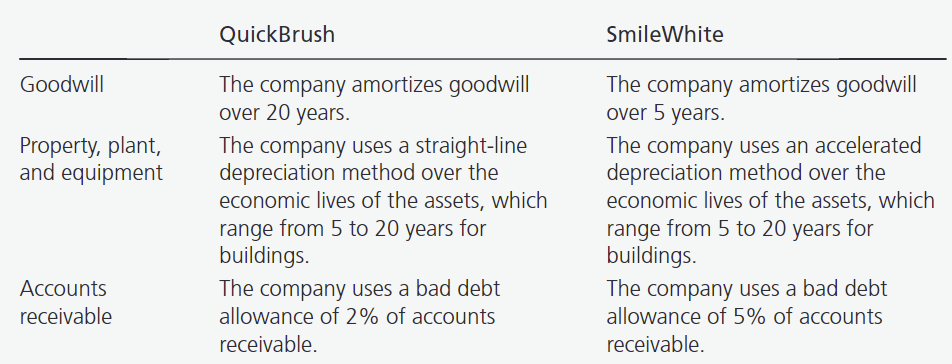 QuickBrush SmileWhite
Goodwill The company amortizes goodwill The company amortizes goodwill
over 20 years. over 5 years.
Property, plant, The company uses a straight-line The company uses an accelerated
and equipment depreciation method over the depreciation method over the
economic lives of the assets, which economic lives of the assets, which
range from 5 to 20 years for range from 5 to 20 years for
buildings. buildings.
Accounts The company uses a bad debt The company uses a bad debt
receivable allowance of 2% of accounts allowance of 5% of accounts
receivable. receivable.